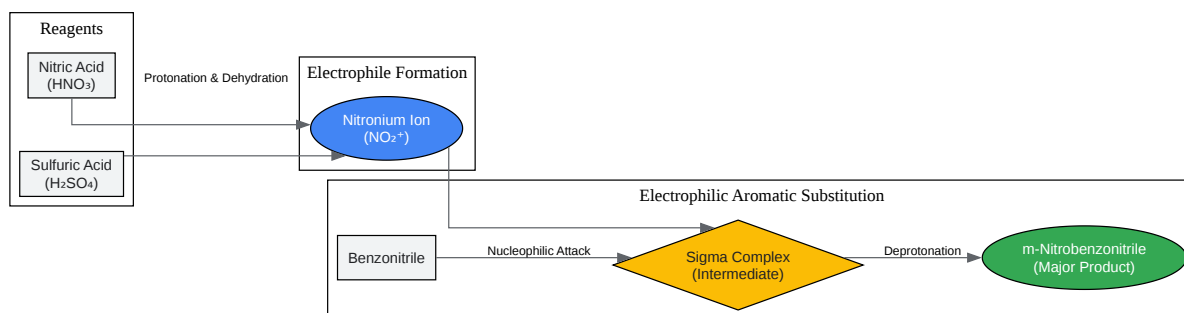 Reagents
Nitric Acid
(HNO₃)
Protonation & Dehydration
Electrophile Formation
Nitronium Ion
(NO₂⁺)
Sulfuric Acid
(H₂SO₄)
Electrophilic Aromatic Substitution
Benzonitrile
Nucleophilic Attack
Sigma Complex
(Intermediate)
Deprotonation
m-Nitrobenzonitrile
(Major Product)